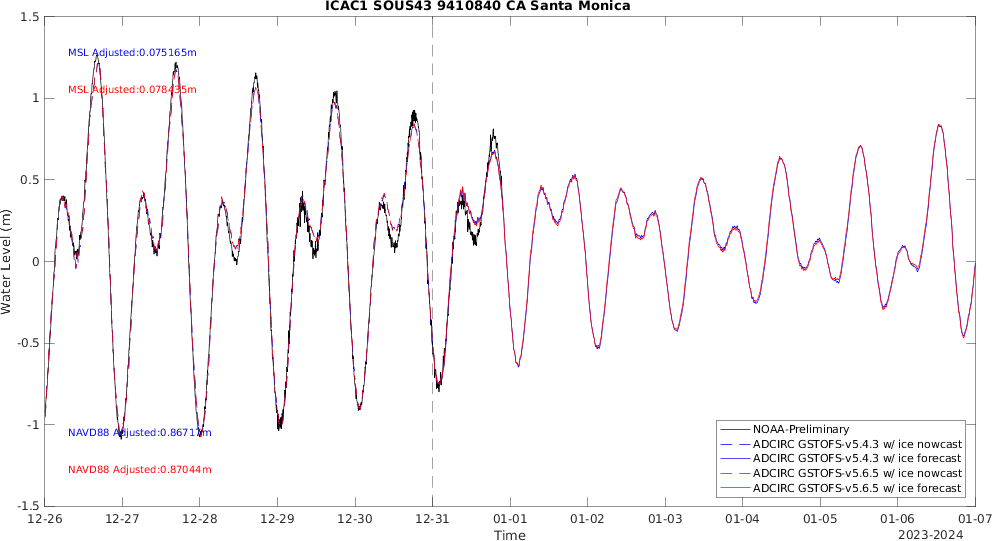 ICAC1 SOUS43 9410840 CA Santa Monica
1.5
1
0.5
0
-0.5
-1
-1.5
Water Level (m)
MSL Adjusted:0.075165m
MSL Adjusted:0.078435m
NAVD88 Adjusted:0.86717m
NAVD88 Adjusted:0.87044m
NOAA-Preliminary
ADCIRC GSTOFS-v5.4.3 w/ ice nowcast
ADCIRC GSTOFS-v5.4.3 w/ ice forecast
ADCIRC GSTOFS-v5.6.5 w/ ice nowcast
ADCIRC GSTOFS-v5.6.5 w/ ice forecast
12-26 12-27 12-28 12-29 12-30 12-31 01-01 01-02 01-03 01-04 01-05 01-06 01-07
Time
2023-2024